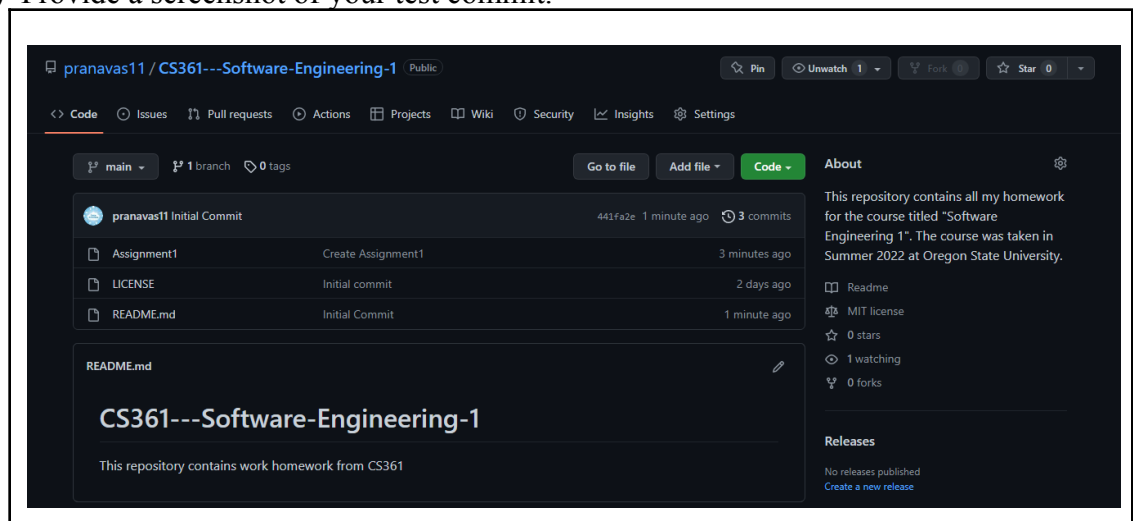 Provide a screenshot of your test commit.
pranavas11 / CS361---Software-Engineering-1 Public
Pin
Unwatch 1
Fork 0
Star 0
Code
Issues
Pull requests
Actions
Projects
Wiki
Security
Insights
Settings
main
1 branch
0 tags
Go to file
Add file
Code
pranavas11 Initial Commit
441fa2e 1 minute ago
3 commits
Assignment1
Create Assignment1
3 minutes ago
LICENSE
Initial commit
2 days ago
README.md
Initial Commit
1 minute ago
README.md
CS361---Software-Engineering-1
This repository contains work homework from CS361
About
This repository contains all my homework
for the course titled "Software
Engineering 1". The course was taken in
Summer 2022 at Oregon State University.
Readme
MIT license
0 stars
1 watching
0 forks
Releases
No releases published
Create a new release